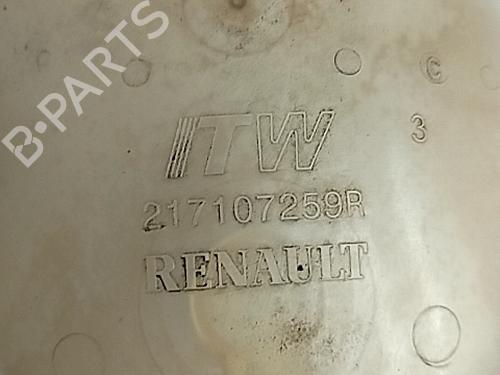 B-PARTS
C
3
ITW
217107259R
RENAULT